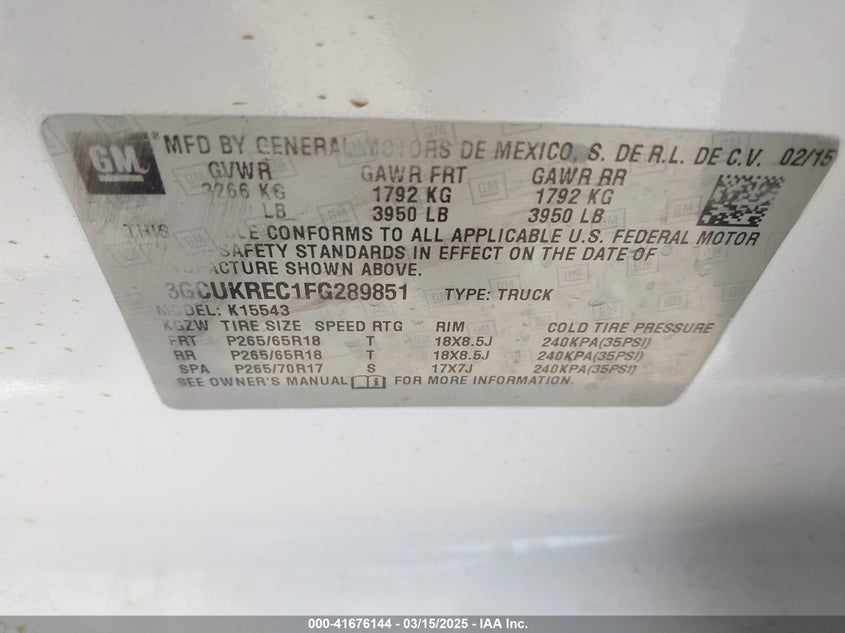 GM ® MFD BY GENERAL MOTORS DE MEXICO, S. DE R.L. DE C.V. 02/15
GVWR GAWR FRT GAWR RR
3266 KG 1792 KG 1792 KG
LB 3950 LB 3950 LB
THIS LE CONFORMS TO ALL APPLICABLE U.S. FEDERAL MOTOR
SAFETY STANDARDS IN EFFECT ON THE DATE OF
NUFACTURE SHOWN ABOVE.
3GCUKREC1FG289851 TYPE: TRUCK
MODEL: K15543
KGZW TIRE SIZE SPEED RTG RIM COLD TIRE PRESSURE
FRT P265/65R18 T 18X8.5J 240KPA(35PSI)
RR P265/65R18 T 18X8.5J 240KPA(35PSI)
SPA P265/70R17 S 17X7J 240KPA(35PSI)
SEE OWNER'S MANUAL FOR MORE INFORMATION.
000-41676144 - 03/15/2025 - IAA Inc.